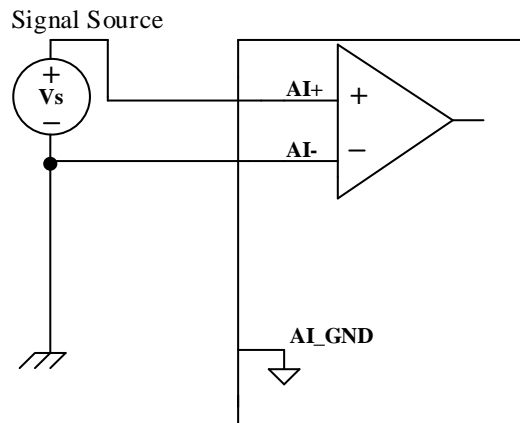 Signal Source
+
Vs
−
AI+
+
AI-
−
AI_GND